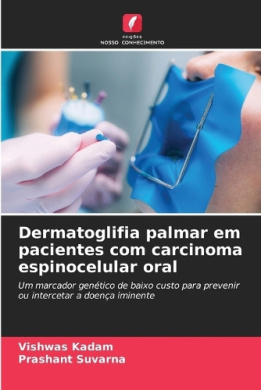 edições
NOSSO CONHECIMENTO
Dermatoglifia palmar em
pacientes com carcinoma
espinocelular oral
Um marcador genético de baixo custo para prevenir
ou intercetar a doença iminente
Vishwas Kadam
Prashant Suvarna